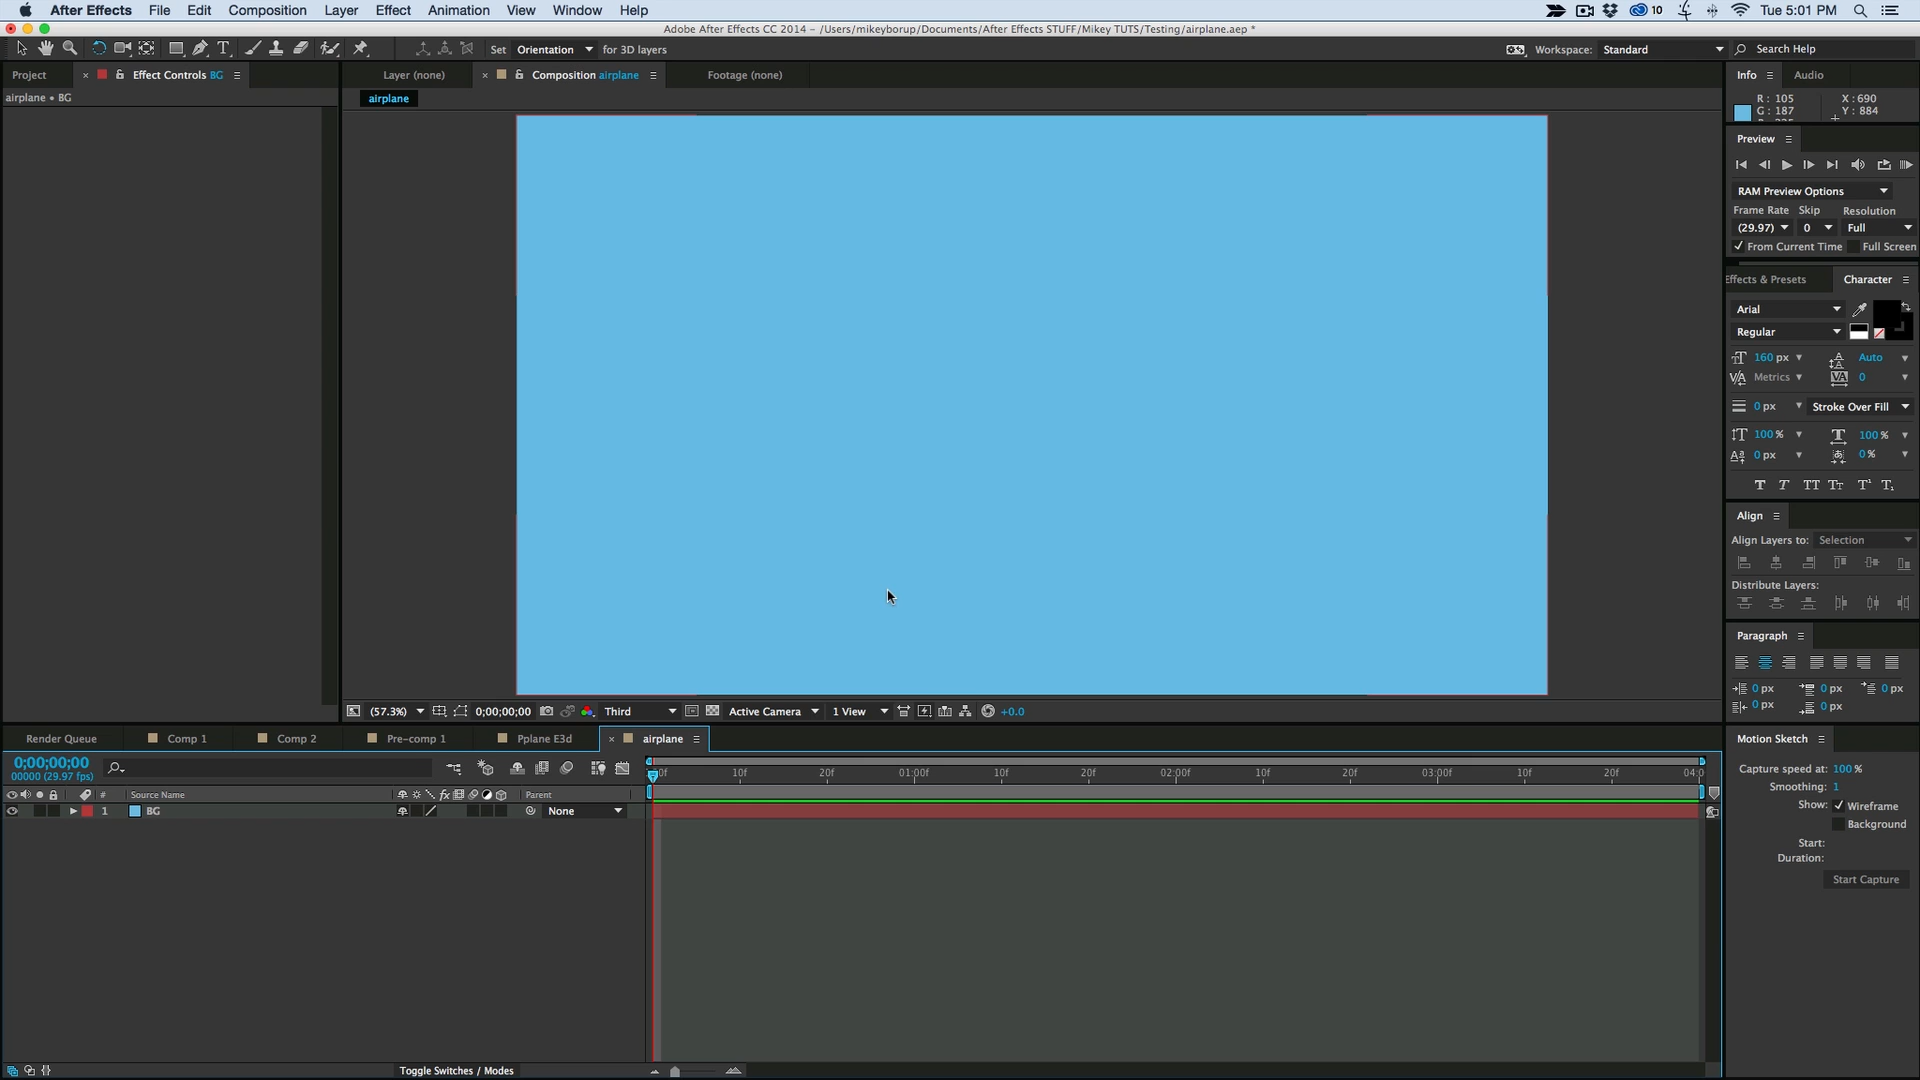 After Effects File Edit Composition Layer Effect Animation View Window Help 10 Tue 5:01 PM
Adobe After Effects CC 2014 - /Users/mikeyborup/Documents/After Effects STUFF/Mikey TUTS/Testing/airplane.aep *
Set Orientation for 3D layers Workspace: Standard Search Help
Project Effect Controls BG Layer (none) Composition airplane Footage (none) Info Audio
airplane • BG
airplane
R: 105 X: 690
G: 187 Y: 884
Preview
RAM Preview Options
Frame Rate Skip Resolution
(29.97) 0 Full
From Current Time Full Screen
Effects & Presets Character
Arial
Regular
160 px Auto
Metrics 0
0 px Stroke Over Fill
100 % 100 %
0 px 0 %
Align
Align Layers to: Selection
Distribute Layers:
Paragraph
0 px 0 px 0 px
0 px 0 px
(57.3%) 0;00;00;00 Third Active Camera 1 View +0.0
Render Queue Comp 1 Comp 2 Pre-comp 1 Pplane E3d airplane
0;00;00;00
00000 (29.97 fps)
10f 20f 01:00f 10f 20f 02:00f 10f 20f 03:00f 10f 20f 04:0
# Source Name Parent
1 BG None
Motion Sketch
Capture speed at: 100 %
Smoothing: 1
Show: Wireframe
Background
Start:
Duration:
Start Capture
Toggle Switches / Modes